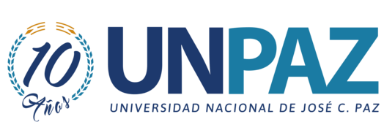 10
Años
UNPAZ
UNIVERSIDAD NACIONAL DE JOSÉ C. PAZ